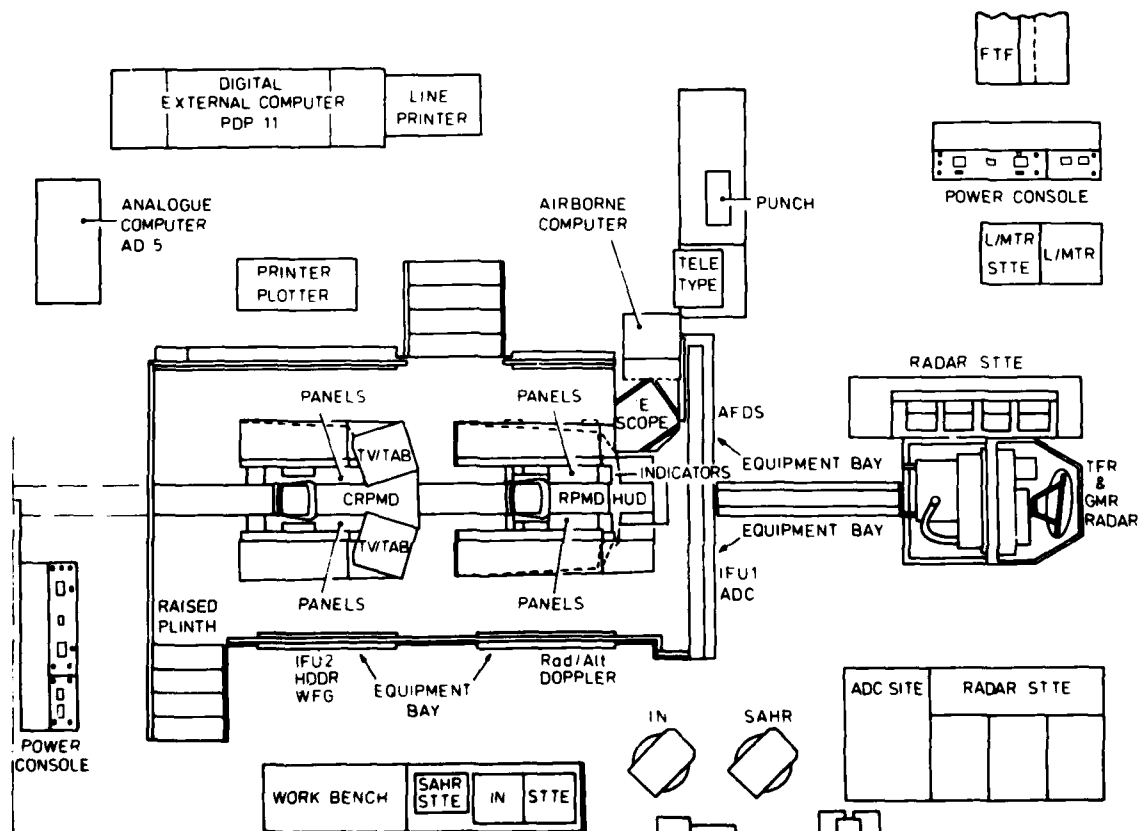 FTF
DIGITAL
EXTERNAL COMPUTER
PDP 11
LINE
PRINTER
POWER CONSOLE
ANALOGUE
COMPUTER
AD 5
AIRBORNE
COMPUTER
PUNCH
L/MTR
STTE
L/MTR
PRINTER
PLOTTER
TELE
TYPE
RADAR STTE
PANELS
PANELS
E
SCOPE
AFDS
TV/TAB
INDICATORS
EQUIPMENT BAY
CRPMD
RPMD
HUD
TFR
&
GMR
RADAR
EQUIPMENT BAY
TV/TAB
IFU1
ADC
PANELS
PANELS
RAISED
PLINTH
IFU2
HDDR
WFG
EQUIPMENT
BAY
Rad/Alt
DOPPLER
ADC SITE
RADAR STTE
IN
SAHR
POWER
CONSOLE
WORK BENCH
SAHR
STTE
IN
STTE